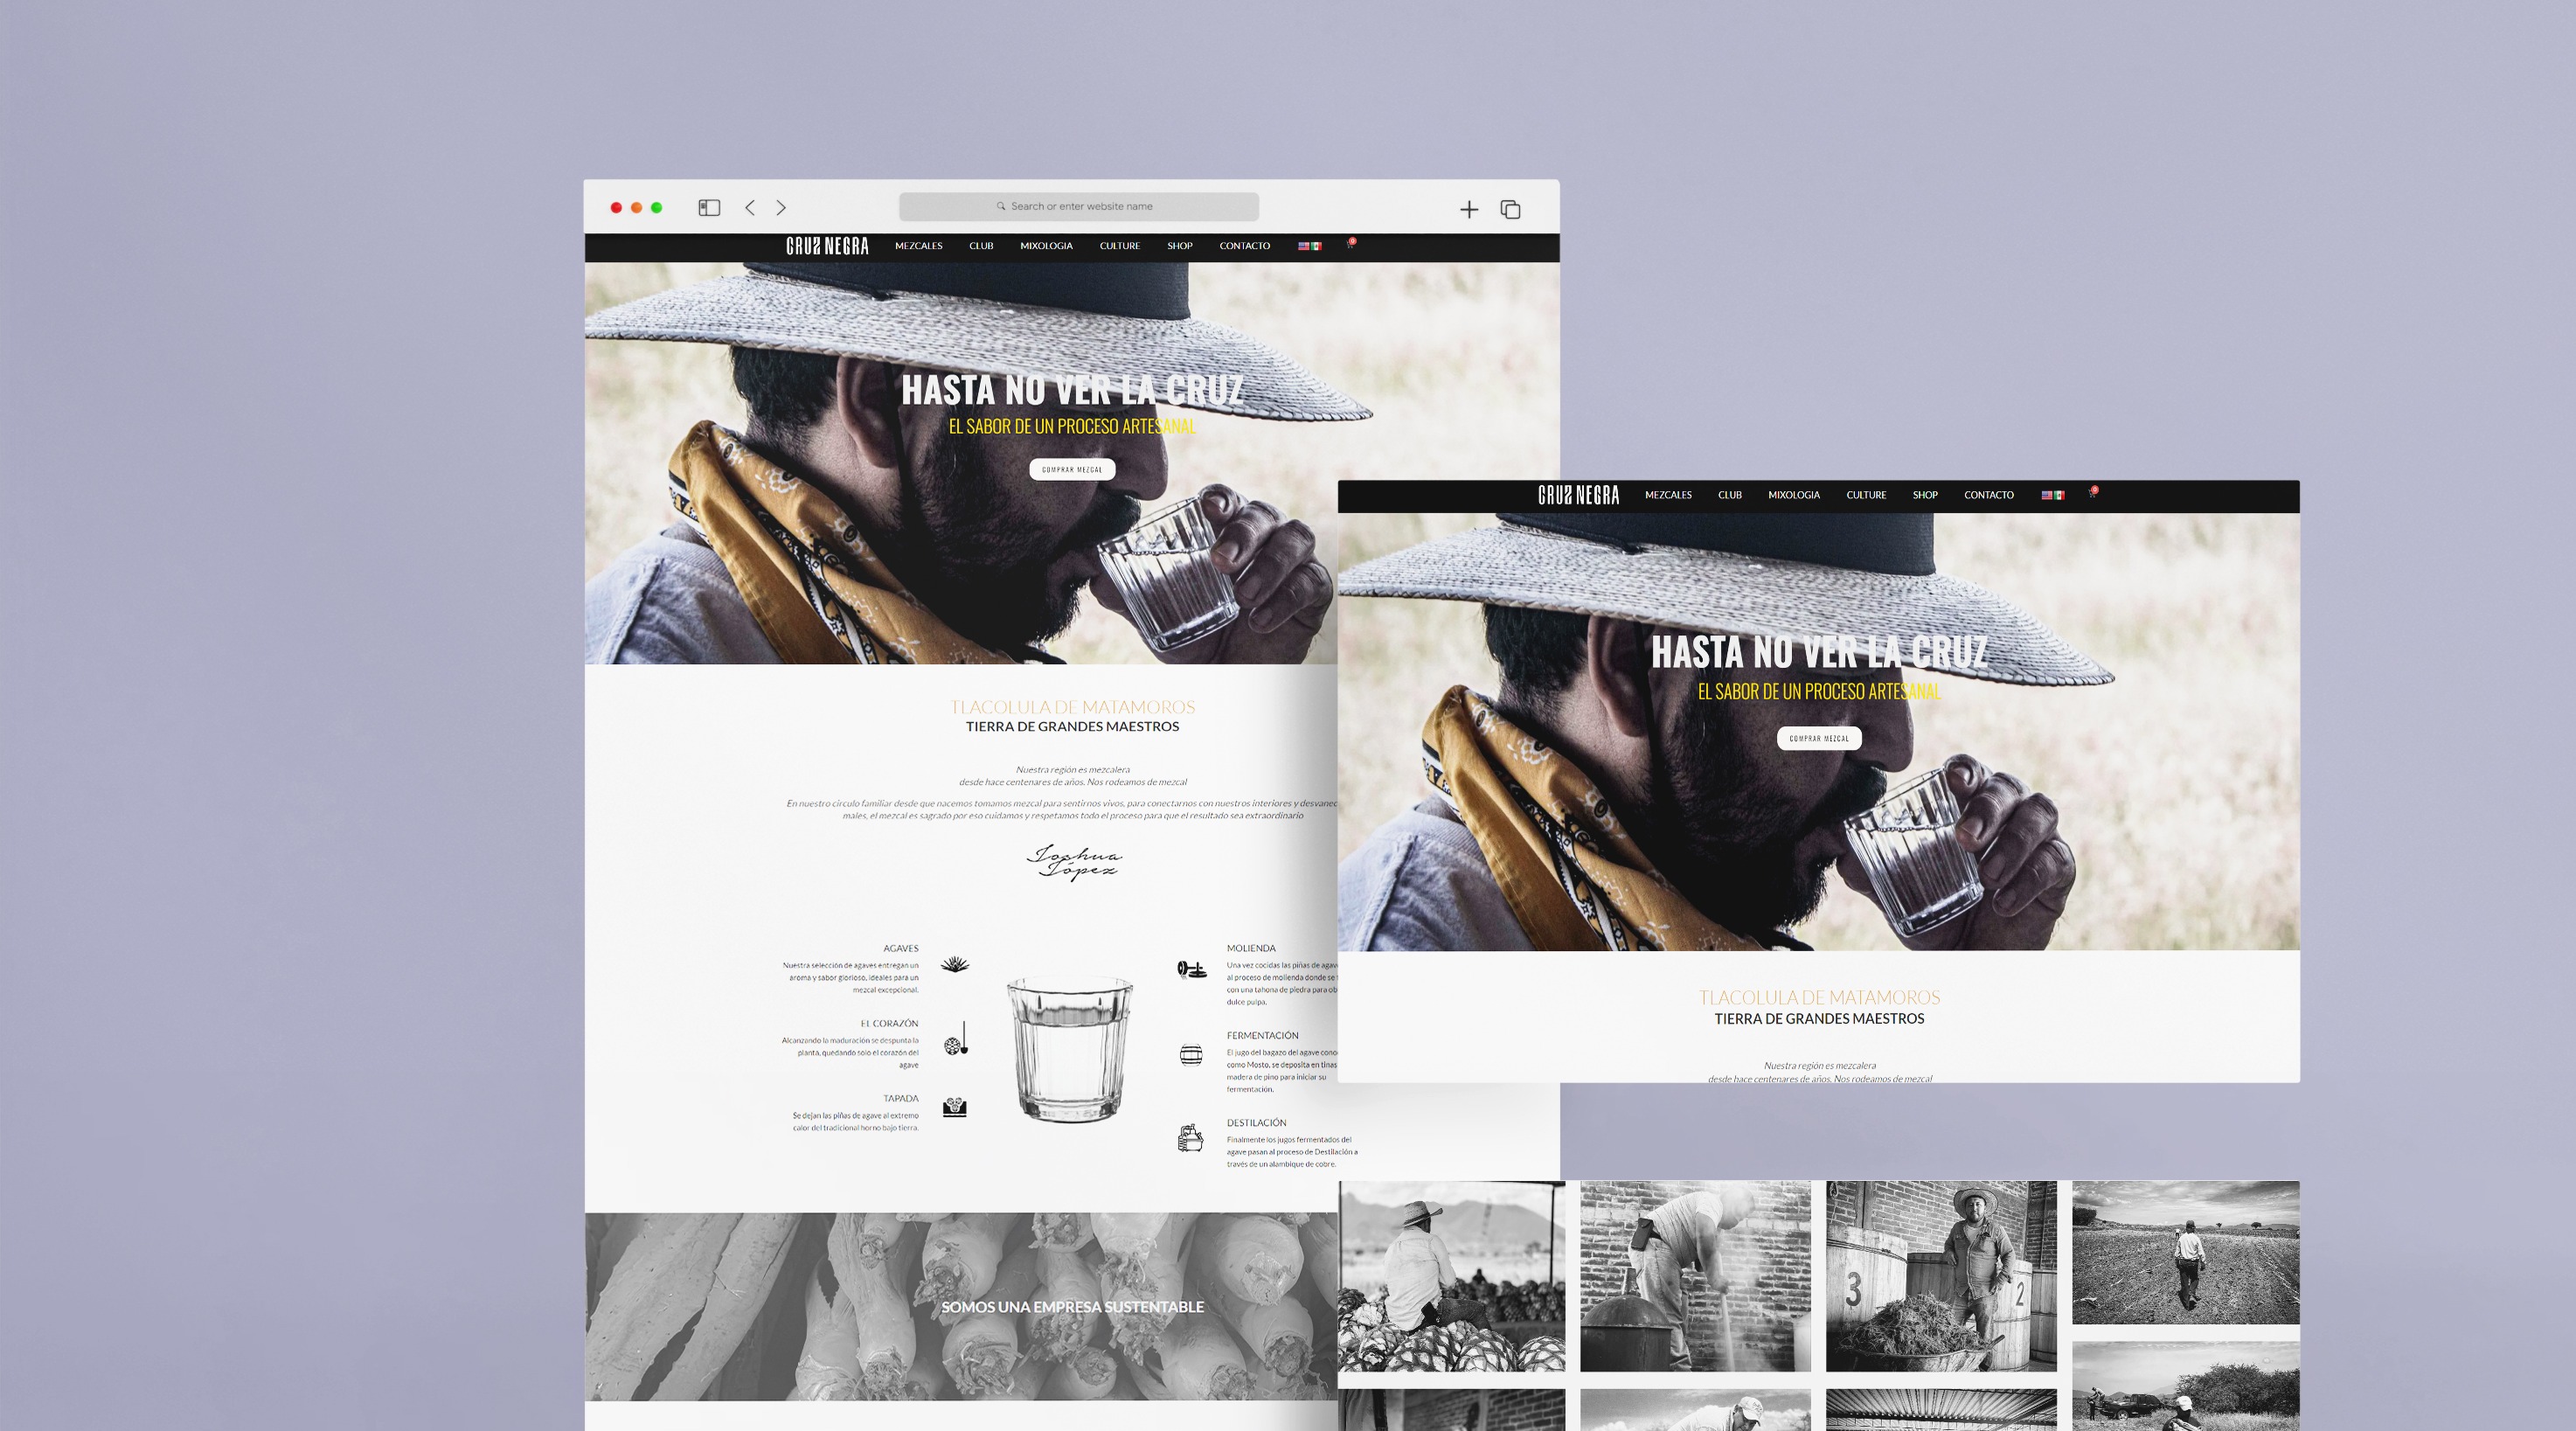 Search or enter website name
CRUZ NEGRA MEZCALES CLUB MIXOLOGIA CULTURE SHOP CONTACTO 0
HASTA NO VER LA CRUZ
EL SABOR DE UN PROCESO ARTESANAL
COMPRAR MEZCAL
TLACOLULA DE MATAMOROS
TIERRA DE GRANDES MAESTROS
Nuestra región es mezcalera
desde hace centenares de años. Nos rodeamos de mezcal
En nuestro círculo familiar desde que nacemos tomamos mezcal para sentirnos vivos, para conectarnos con nuestros interiores y desvanec
males, el mezcal es sagrado por eso cuidamos y respetamos todo el proceso para que el resultado sea extraordinario
Joshua
López
AGAVES
Nuestra selección de agaves entregan un
aroma y sabor glorioso, ideales para un
mezcal excepcional.
EL CORAZÓN
Alcanzando la maduración se despunta la
planta, quedando solo el corazón del
agave
TAPADA
Se dejan las piñas de agave al extremo
calor del tradicional horno bajo tierra.
MOLIENDA
Una vez cocidas las piñas de agave
al proceso de molienda donde se
con una tahona de piedra para ob
dulce pulpa.
FERMENTACIÓN
El jugo del bagazo del agave cono
como Mosto, se deposita en tinas
madera de pino para iniciar su
fermentación.
DESTILACIÓN
Finalmente los jugos fermentados del
agave pasan al proceso de Destilación a
través de un alambique de cobre.
SOMOS UNA EMPRESA SUSTENTABLE
CRUZ NEGRA MEZCALES CLUB MIXOLOGIA CULTURE SHOP CONTACTO 0
HASTA NO VER LA CRUZ
EL SABOR DE UN PROCESO ARTESANAL
COMPRAR MEZCAL
TLACOLULA DE MATAMOROS
TIERRA DE GRANDES MAESTROS
Nuestra región es mezcalera
desde hace centenares de años. Nos rodeamos de mezcal
3
2